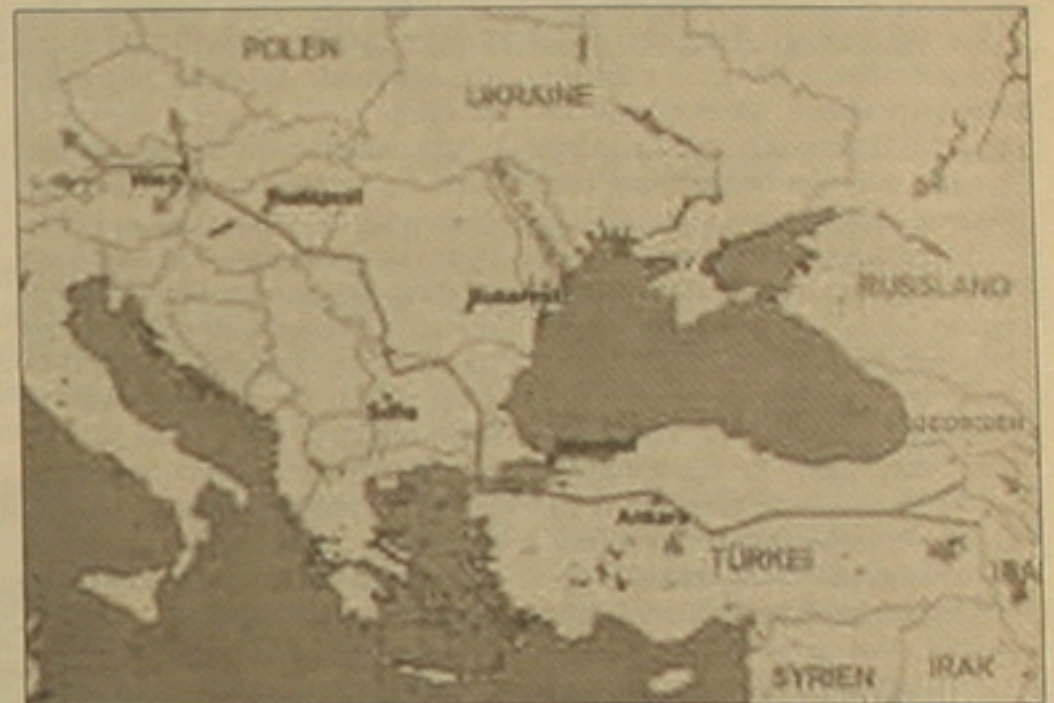 POLEN
UKRAINE
Wien
Budapest
Bukarest
RUSSLAND
Sofia
GEORGIEN
Istanbul
Ankara
TÜRKEI
SYRIEN
IRAK